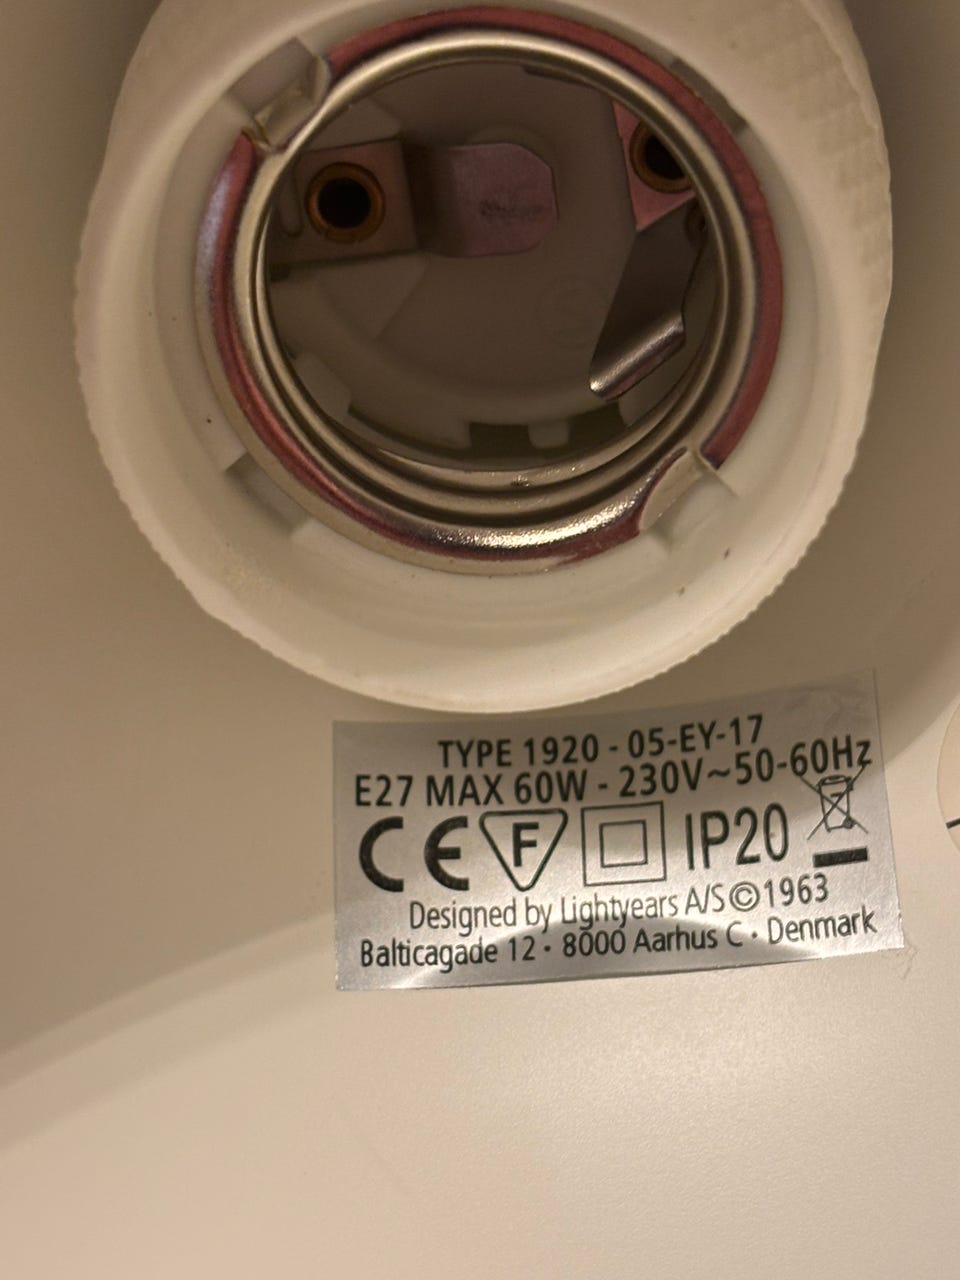 TYPE 1920 - 05-EY-17
E27 MAX 60W - 230V~50-60Hz
CE F IP20
Designed by Lightyears A/S©1963
Balticagade 12 · 8000 Aarhus C · Denmark